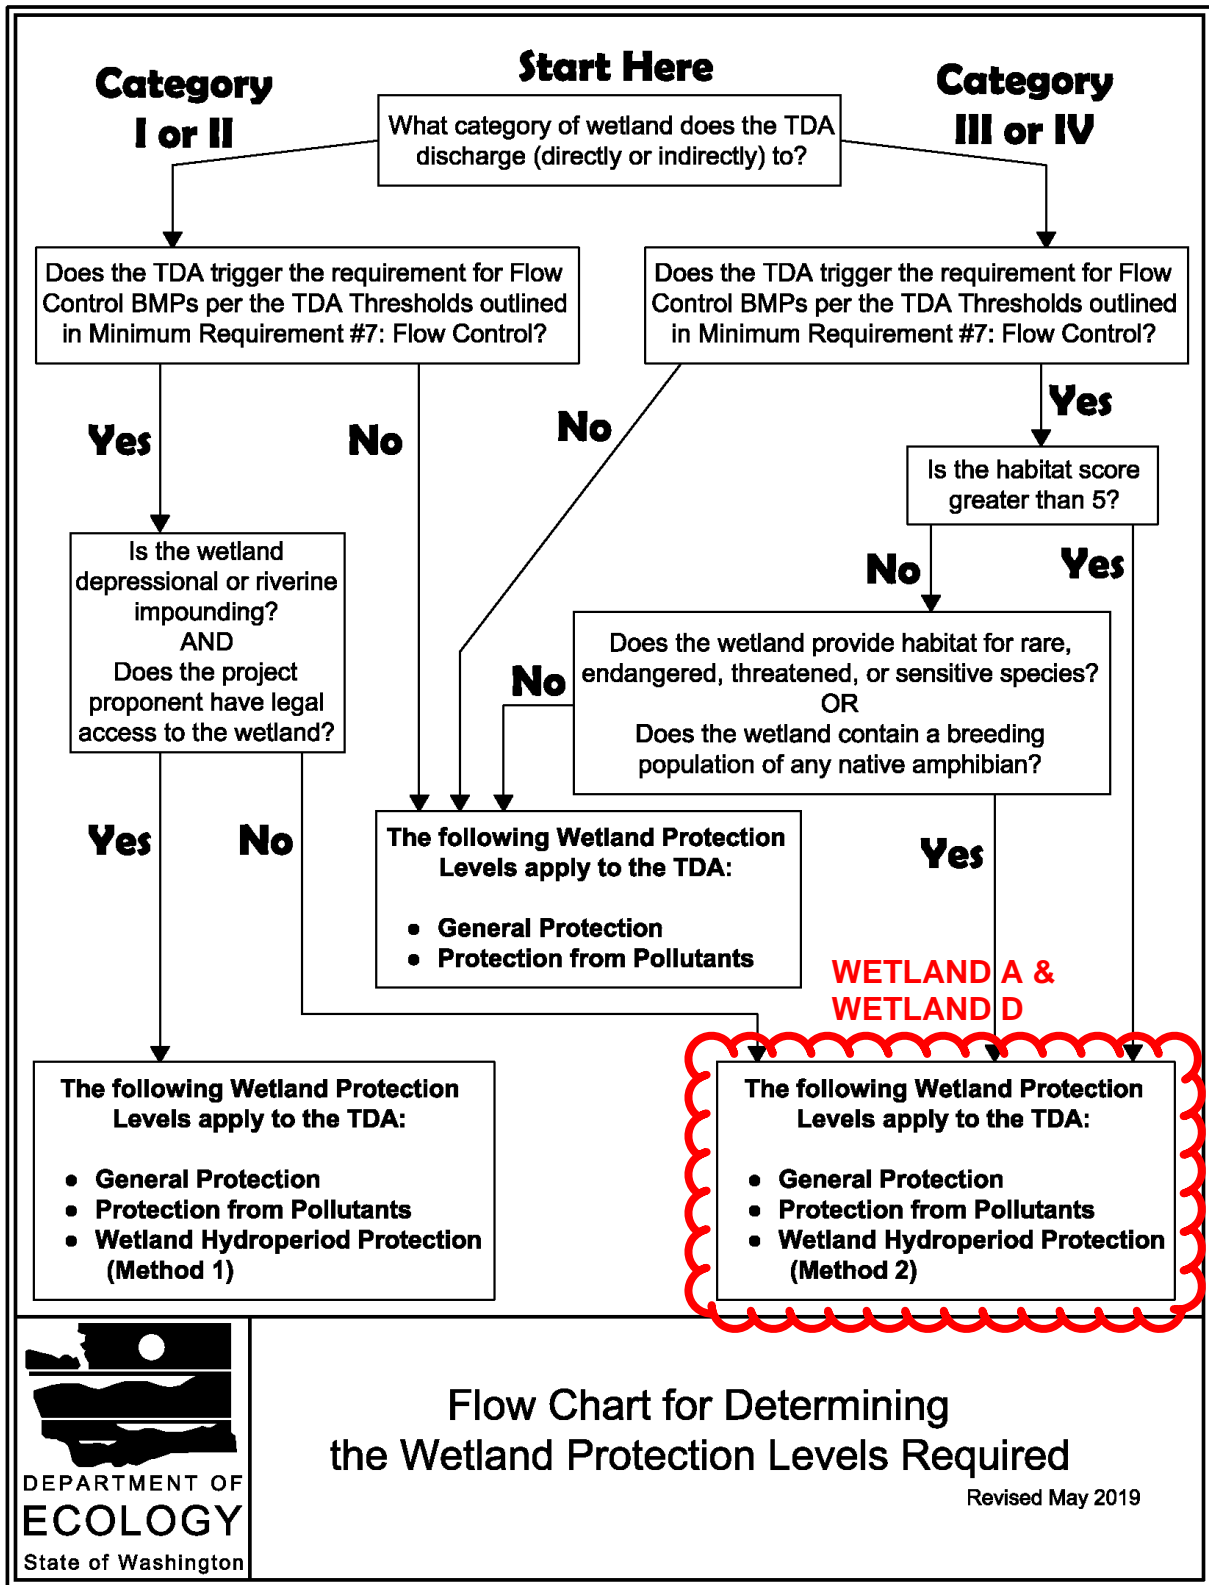 Start Here
Category
I or II
Category
III or IV
What category of wetland does the TDA
discharge (directly or indirectly) to?
Does the TDA trigger the requirement for Flow
Control BMPs per the TDA Thresholds outlined
in Minimum Requirement #7: Flow Control?
Does the TDA trigger the requirement for Flow
Control BMPs per the TDA Thresholds outlined
in Minimum Requirement #7: Flow Control?
Yes
No
No
Yes
Is the habitat score
greater than 5?
Is the wetland
depressional or riverine
impounding?
AND
Does the project
proponent have legal
access to the wetland?
No
Yes
Does the wetland provide habitat for rare,
endangered, threatened, or sensitive species?
OR
Does the wetland contain a breeding
population of any native amphibian?
No
Yes
No
The following Wetland Protection
Levels apply to the TDA:
• General Protection
• Protection from Pollutants
Yes
WETLAND A &
WETLAND D
The following Wetland Protection
Levels apply to the TDA:
• General Protection
• Protection from Pollutants
• Wetland Hydroperiod Protection
(Method 1)
The following Wetland Protection
Levels apply to the TDA:
• General Protection
• Protection from Pollutants
• Wetland Hydroperiod Protection
(Method 2)
DEPARTMENT OF
ECOLOGY
State of Washington
Flow Chart for Determining
the Wetland Protection Levels Required
Revised May 2019